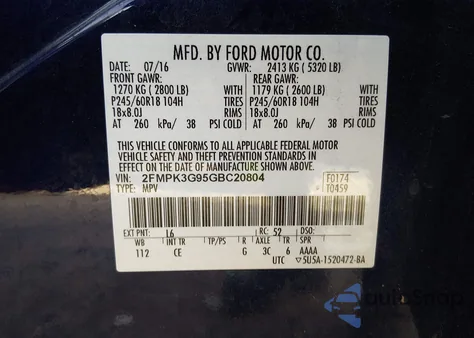 MFD. BY FORD MOTOR CO.
DATE: 07/16 GVWR: 2413 KG ( 5320 LB)
FRONT GAWR: REAR GAWR:
1270 KG ( 2800 LB) 1179 KG ( 2600 LB)
P245/60R18 104H TIRES P245/60R18 104H TIRES
18x8.0J RIMS 18x8.0J RIMS
AT 260 kPa/ 38 PSI COLD AT 260 kPa/ 38 PSI COLD
THIS VEHICLE CONFORMS TO ALL APPLICABLE FEDERAL MOTOR
VEHICLE SAFETY AND THEFT PREVENTION STANDARDS IN
EFFECT ON THE DATE OF MANUFACTURE SHOWN ABOVE.
VIN: 2FMPK3G95GBC20804 F0174
TYPE: MPV T0459
EXT PNT: L6 RC: 52 DSO:
WB INT TR TP/PS R AXLE TR SPR
112 CE G 3C 6 AAAA
UTC 5U5A-1520472-BA
autoSnap